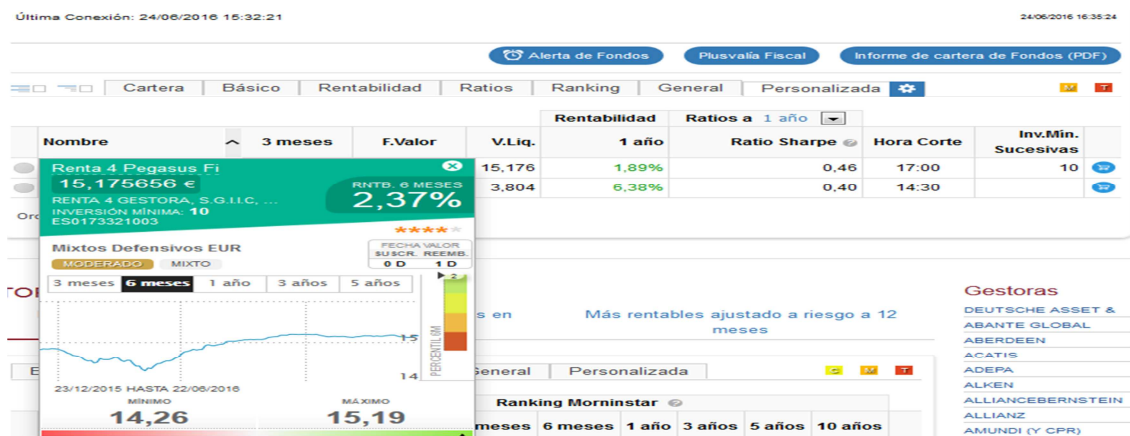 Última Conexión: 24/06/2016 15:32:21
24/06/2016 16:35:24
Alerta de Fondos
Plusvalía Fiscal
Informe de cartera de Fondos (PDF)
Cartera Básico Rentabilidad Ratios Ranking General Personalizada
M T
Rentabilidad Ratios a 1 año
Nombre 3 meses F.Valor V.Liq. 1 año Ratio Sharpe Hora Corte Inv.Mín. Sucesivas
15,176 1,89% 0,46 17:00 10
3,804 6,38% 0,40 14:30
Renta 4 Pegasus Fi
15,175656 €
RNTB. 6 MESES
2,37%
RENTA 4 GESTORA, S.G.I.I.C, ...
INVERSIÓN MÍNIMA: 10
ES0173321003
Mixtos Defensivos EUR
MODERADO MIXTO
FECHA VALOR
SUSCR. REEMB.
0 D 1 D
3 meses 6 meses 1 año 3 años 5 años
2
15
14
PERCENTIL 6M
23/12/2015 HASTA 22/06/2016
MÍNIMO MÁXIMO
14,26 15,19
s en
Más rentables ajustado a riesgo a 12
meses
General Personalizada
C M T
Ranking Morninstar
meses 6 meses 1 año 3 años 5 años 10 años
Gestoras
DEUTSCHE ASSET &
ABANTE GLOBAL
ABERDEEN
ACATIS
ADEPA
ALKEN
ALLIANCEBERNSTEIN
ALLIANZ
AMUNDI (Y CPR)